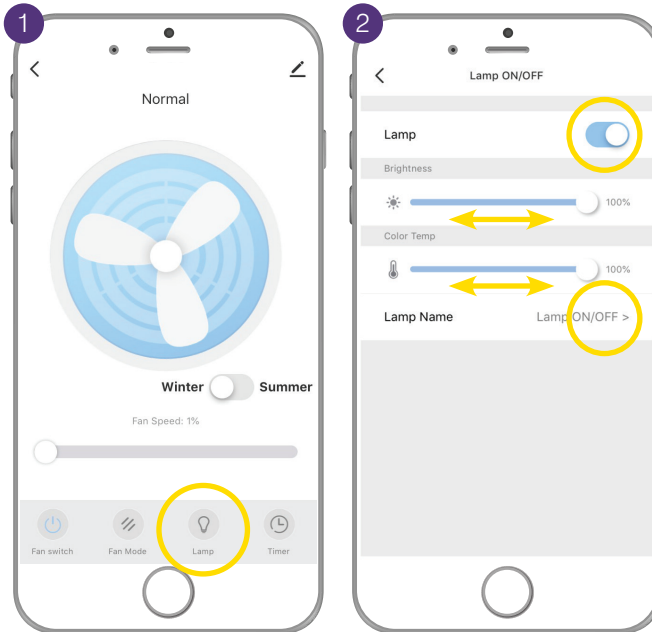 1
Normal
Winter Summer
Fan Speed: 1%
Fan switch Fan Mode Lamp Timer
2
Lamp ON/OFF
Lamp
Brightness
100%
Color Temp
100%
Lamp Name Lamp ON/OFF >